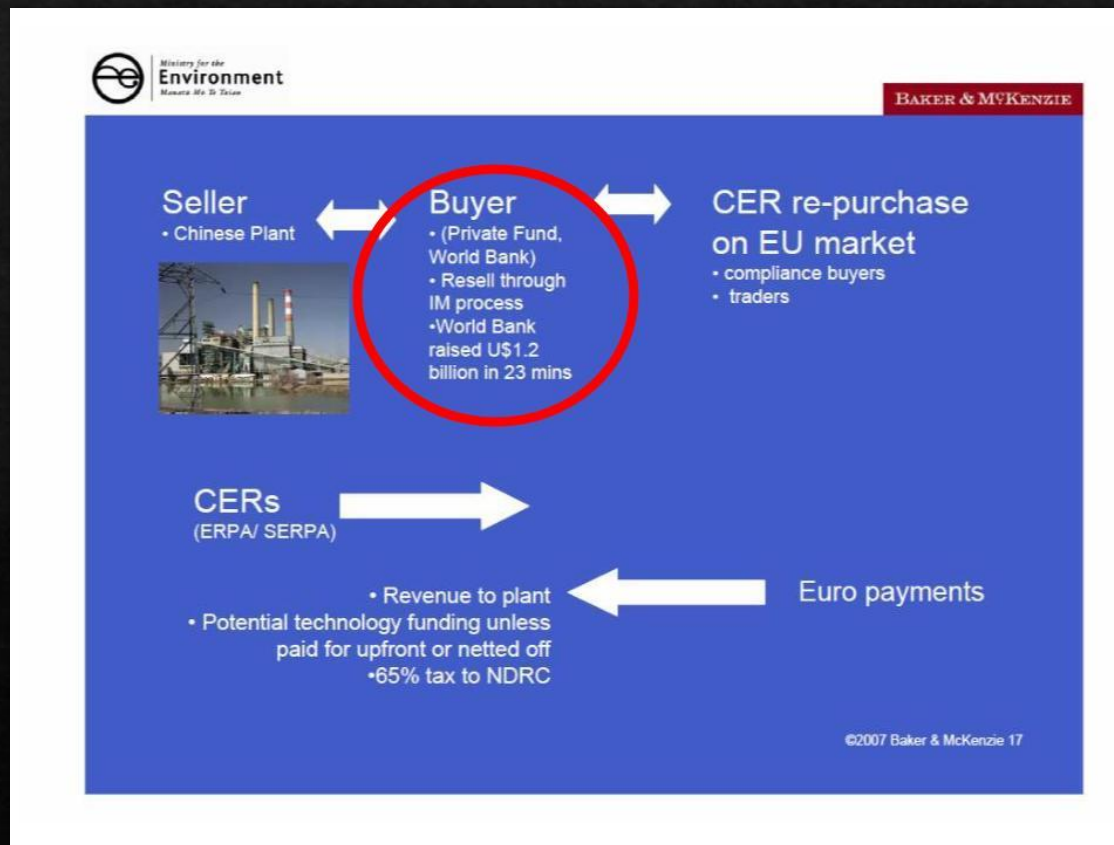 Ministry for the
Environment
Manatū Mō Te Taiao
BAKER & MCKENZIE
Seller
• Chinese Plant
Buyer
• (Private Fund,
World Bank)
• Resell through
IM process
•World Bank
raised U$1.2
billion in 23 mins
CER re-purchase
on EU market
• compliance buyers
• traders
CERs
(ERPA/ SERPA)
• Revenue to plant
• Potential technology funding unless
paid for upfront or netted off
•65% tax to NDRC
Euro payments
©2007 Baker & McKenzie 17